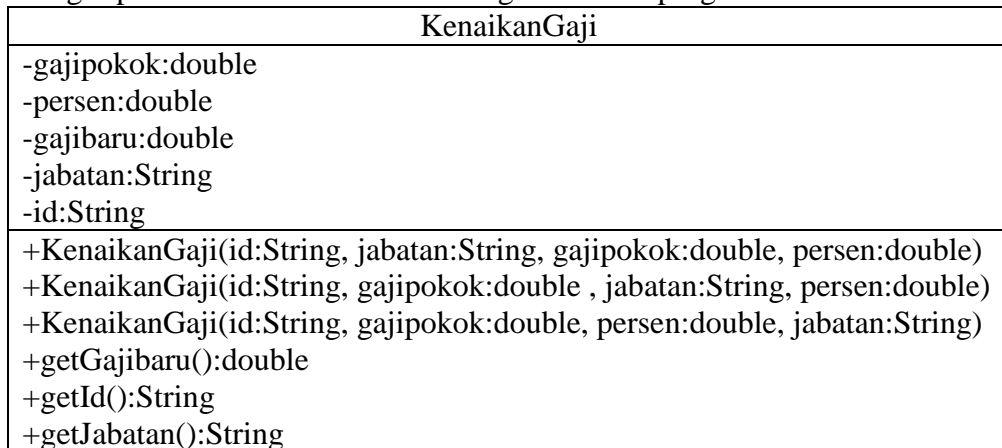 KenaikanGaji
-gajipokok:double
-persen:double
-gajibaru:double
-jabatan:String
-id:String
+KenaikanGaji(id:String, jabatan:String, gajipokok:double, persen:double)
+KenaikanGaji(id:String, gajipokok:double , jabatan:String, persen:double)
+KenaikanGaji(id:String, gajipokok:double, persen:double, jabatan:String)
+getGajibaru():double
+getId():String
+getJabatan():String